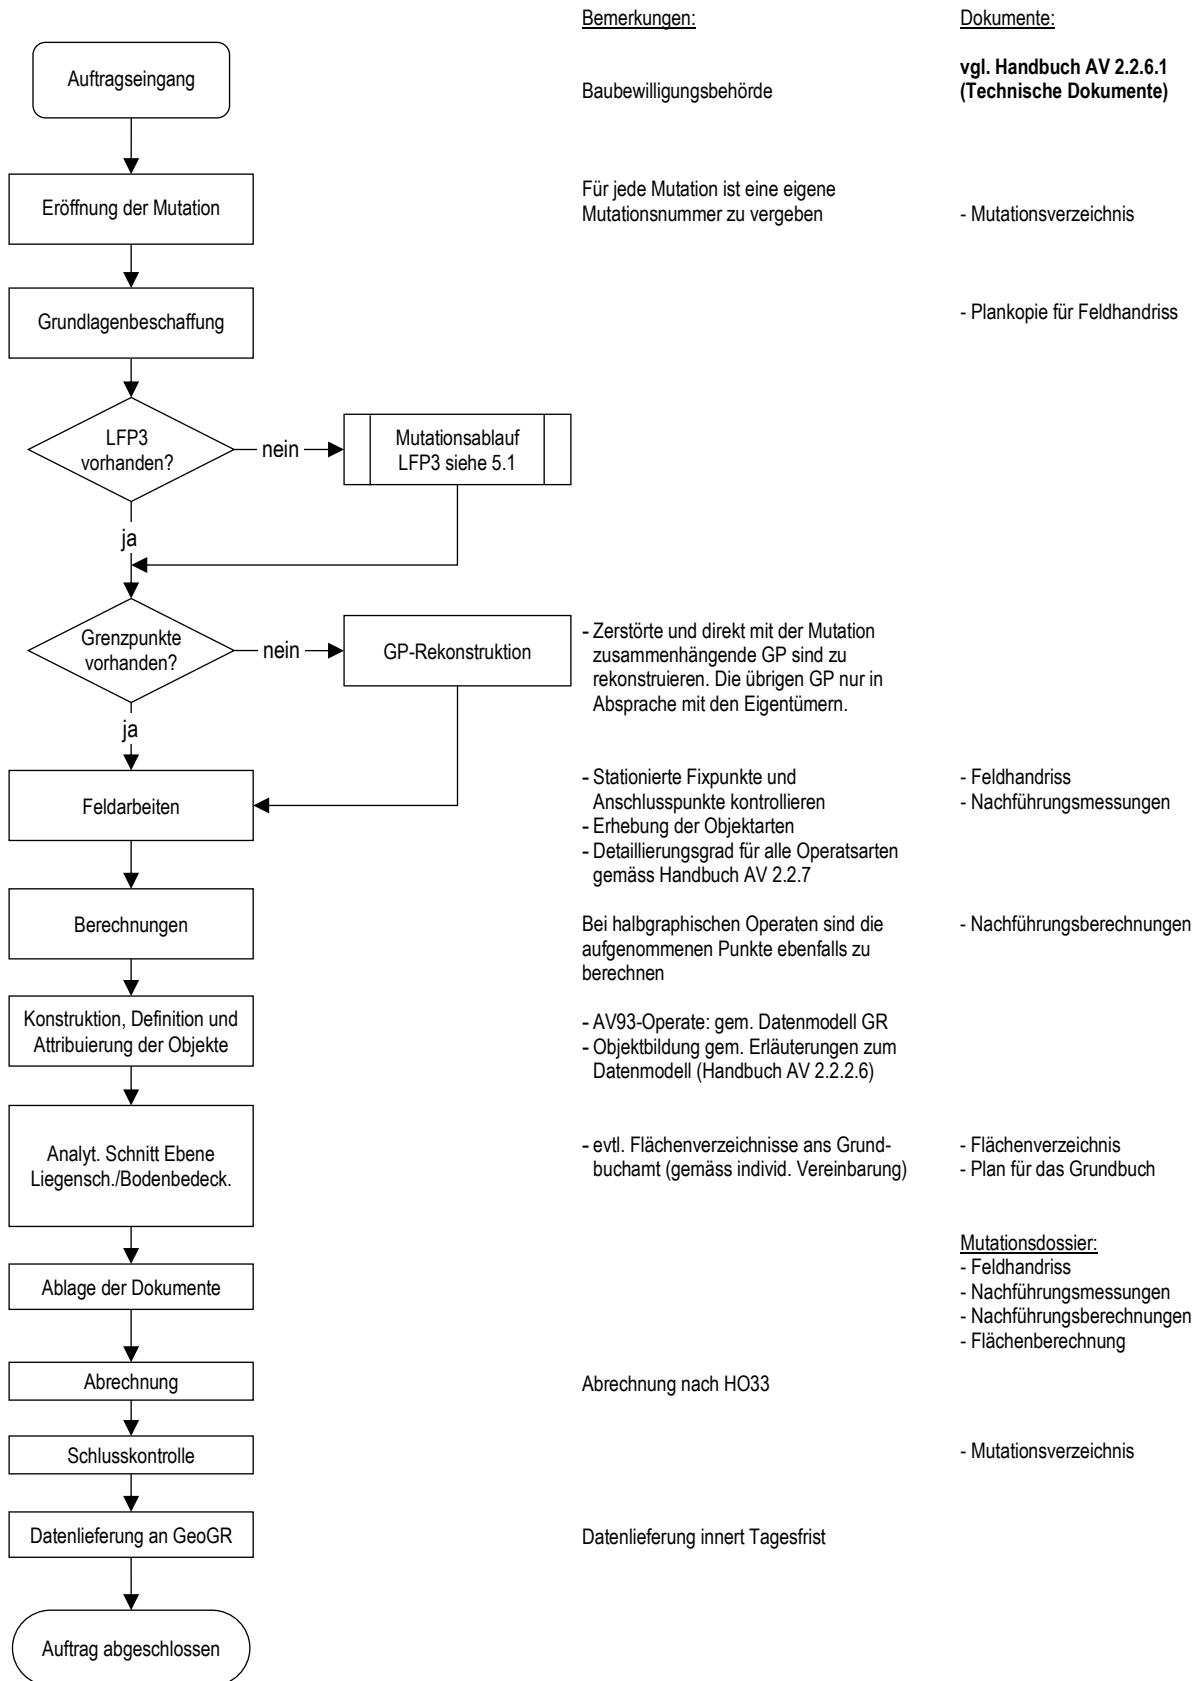 Bemerkungen:
Dokumente:
Auftragseingang
Baubewilligungsbehörde
vgl. Handbuch AV 2.2.6.1
(Technische Dokumente)
Eröffnung der Mutation
Für jede Mutation ist eine eigene
Mutationsnummer zu vergeben
- Mutationsverzeichnis
Grundlagenbeschaffung
- Plankopie für Feldhandriss
LFP3
vorhanden?
nein
Mutationsablauf
LFP3 siehe 5.1
ja
Grenzpunkte
vorhanden?
nein
GP-Rekonstruktion
- Zerstörte und direkt mit der Mutation
zusammenhängende GP sind zu
rekonstruieren. Die übrigen GP nur in
Absprache mit den Eigentümern.
ja
Feldarbeiten
- Stationierte Fixpunkte und
Anschlusspunkte kontrollieren
- Erhebung der Objektarten
- Detaillierungsgrad für alle Operatsarten
gemäss Handbuch AV 2.2.7
- Feldhandriss
- Nachführungsmessungen
Berechnungen
Bei halbgraphischen Operaten sind die
aufgenommenen Punkte ebenfalls zu
berechnen
- Nachführungsberechnungen
Konstruktion, Definition und
Attribuierung der Objekte
- AV93-Operate: gem. Datenmodell GR
- Objektbildung gem. Erläuterungen zum
Datenmodell (Handbuch AV 2.2.2.6)
Analyt. Schnitt Ebene
Liegensch./Bodenbedeck.
- evtl. Flächenverzeichnisse ans Grund-
buchamt (gemäss individ. Vereinbarung)
- Flächenverzeichnis
- Plan für das Grundbuch
Ablage der Dokumente
Mutationsdossier:
- Feldhandriss
- Nachführungsmessungen
- Nachführungsberechnungen
- Flächenberechnung
Abrechnung
Abrechnung nach HO33
Schlusskontrolle
- Mutationsverzeichnis
Datenlieferung an GeoGR
Datenlieferung innert Tagesfrist
Auftrag abgeschlossen